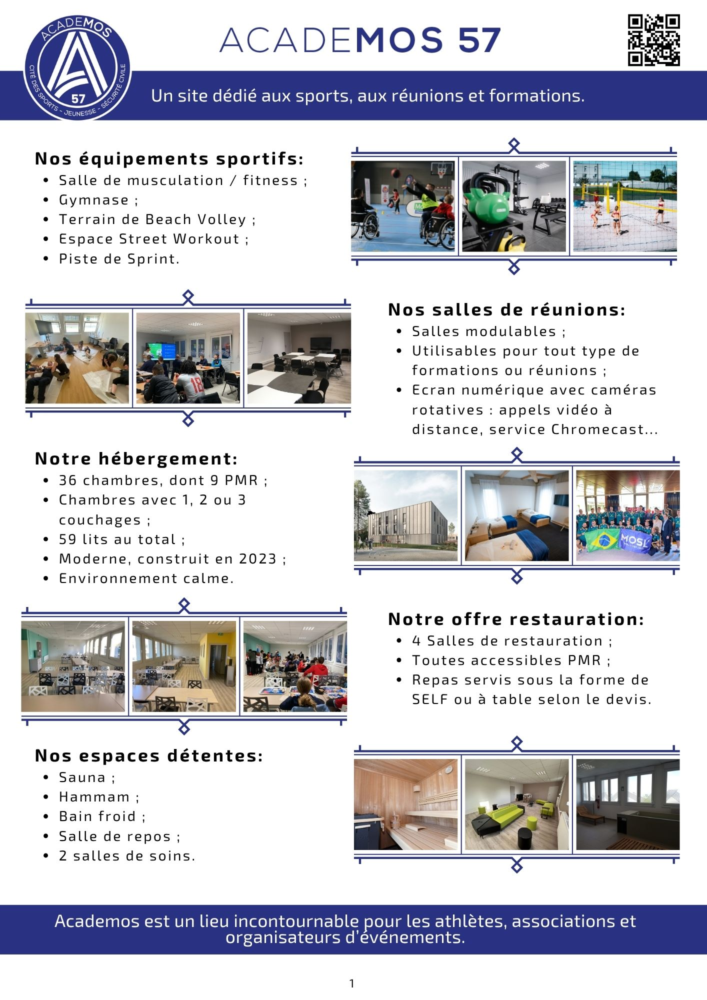 ACADEMOS
CITÉ DES SPORTS - JEUNESSE - SÉCURITÉ CIVILE
57
ACADEMOS 57
Un site dédié aux sports, aux réunions et formations.
Nos équipements sportifs:
• Salle de musculation / fitness ;
• Gymnase ;
• Terrain de Beach Volley ;
• Espace Street Workout ;
• Piste de Sprint.
18
Nos salles de réunions:
• Salles modulables ;
• Utilisables pour tout type de
formations ou réunions ;
• Ecran numérique avec caméras
rotatives : appels vidéo à
distance, service Chromecast...
Notre hébergement:
• 36 chambres, dont 9 PMR ;
• Chambres avec 1, 2 ou 3
couchages ;
• 59 lits au total ;
• Moderne, construit en 2023 ;
• Environnement calme.
MOSL
Notre offre restauration:
• 4 Salles de restauration ;
• Toutes accessibles PMR ;
• Repas servis sous la forme de
SELF ou à table selon le devis.
Nos espaces détentes:
• Sauna ;
• Hammam ;
• Bain froid ;
• Salle de repos ;
• 2 salles de soins.
Academos est un lieu incontournable pour les athlètes, associations et
organisateurs d’événements.
1